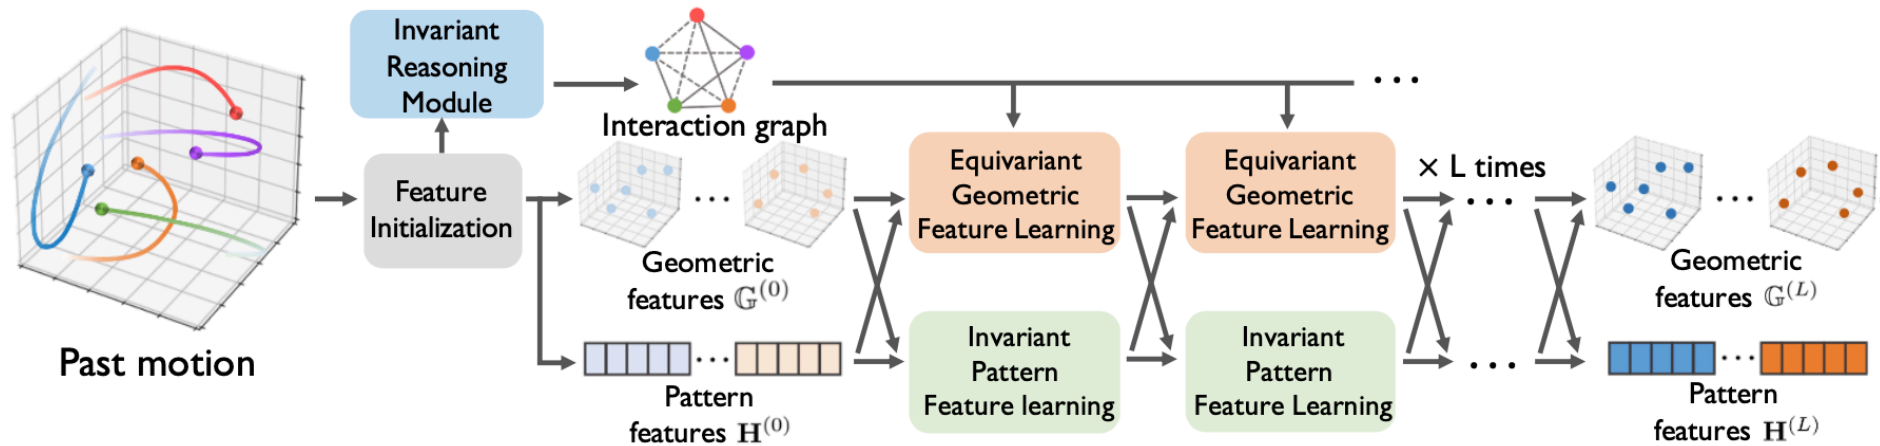 Past motion
Invariant
Reasoning
Module
Feature
Initialization
Interaction graph
...
Geometric
features 𝔾^(0)
...
Pattern
features H^(0)
Equivariant
Geometric
Feature Learning
Invariant
Pattern
Feature learning
Equivariant
Geometric
Feature Learning
Invariant
Pattern
Feature Learning
...
× L times
...
...
...
Geometric
features 𝔾^(L)
...
Pattern
features H^(L)